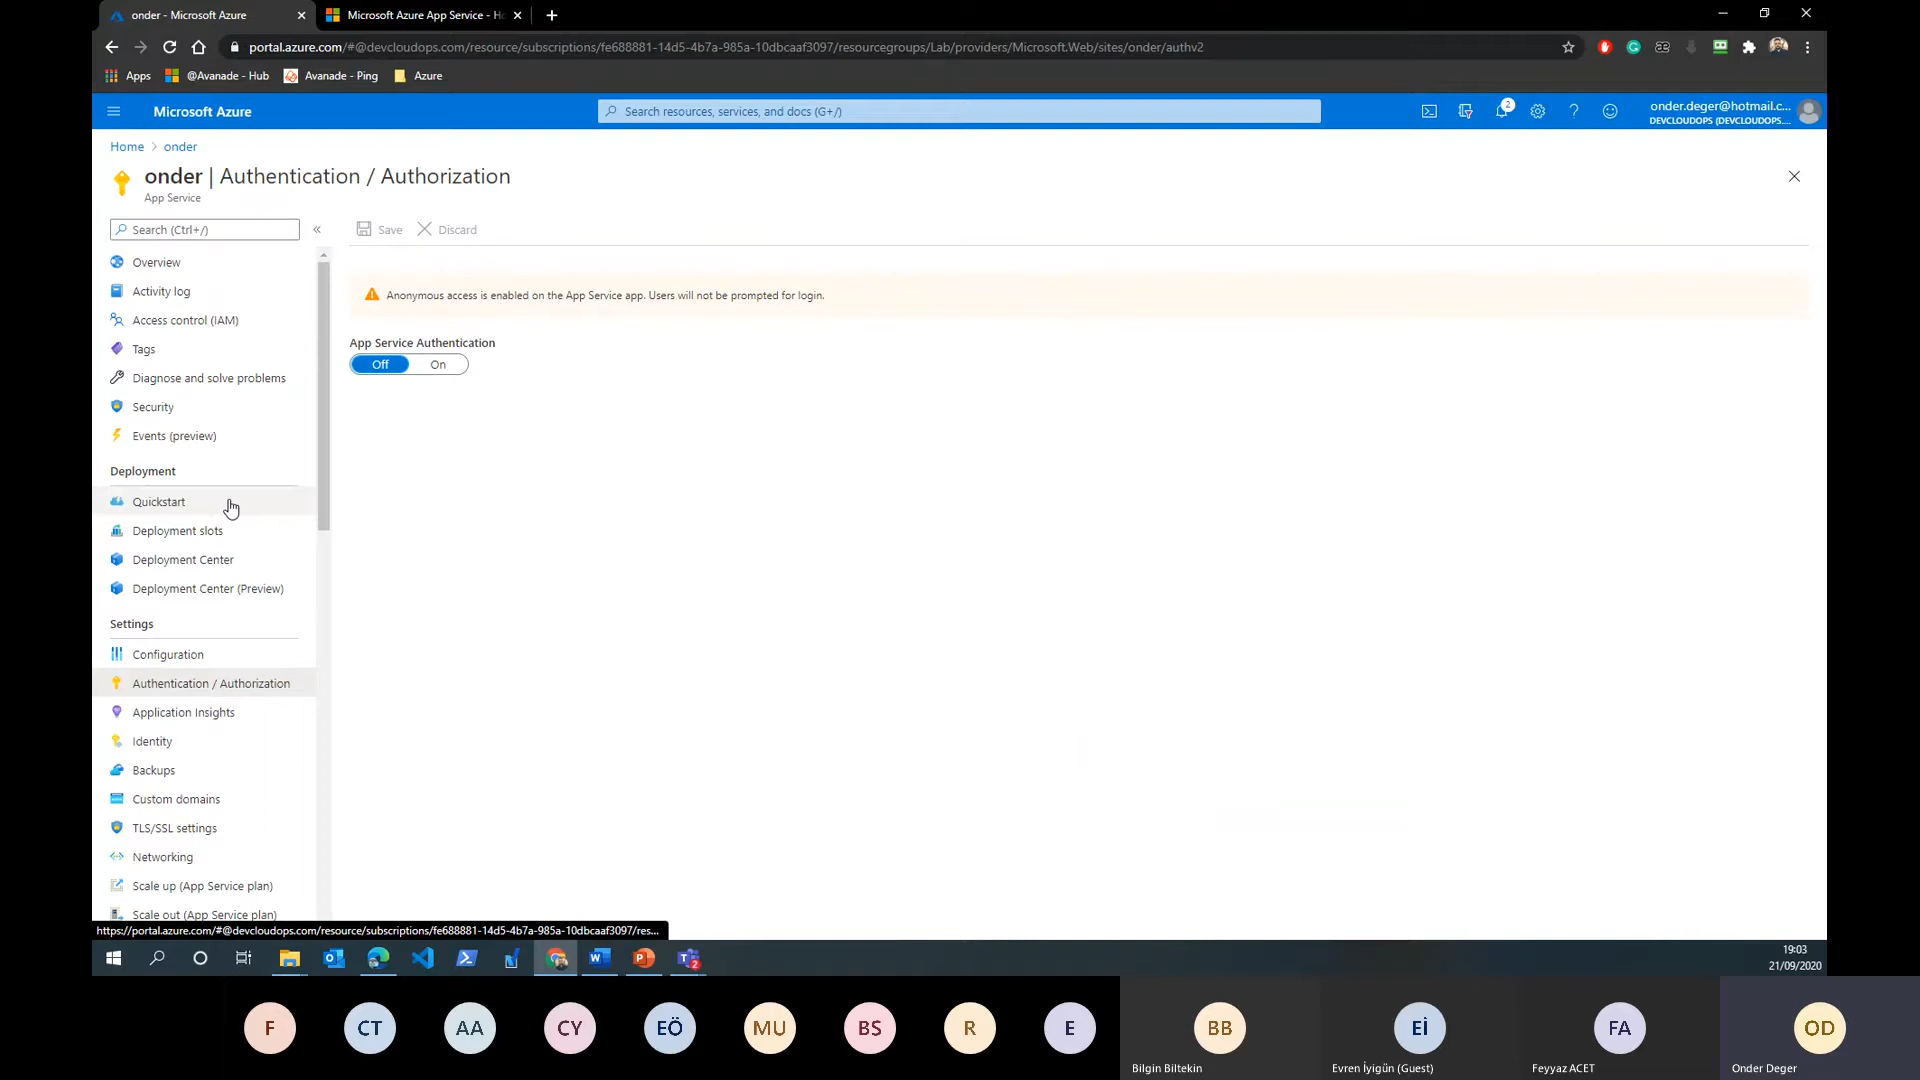 onder - Microsoft Azure
Microsoft Azure App Service - H
portal.azure.com/#@devcloudops.com/resource/subscriptions/fe688881-14d5-4b7a-985a-10dbcaaf3097/resourcegroups/Lab/providers/Microsoft.Web/sites/onder/authv2
Apps
@Avanade - Hub
Avanade - Ping
Azure
Microsoft Azure
Search resources, services, and docs (G+/)
2
onder.deger@hotmail.c...
DEVCLOUDOPS (DEVCLOUDOPS....
Home > onder
onder | Authentication / Authorization
App Service
Search (Ctrl+/)
«
Save
Discard
Overview
Activity log
Access control (IAM)
Tags
Diagnose and solve problems
Security
Events (preview)
Deployment
Quickstart
Deployment slots
Deployment Center
Deployment Center (Preview)
Settings
Configuration
Authentication / Authorization
Application Insights
Identity
Backups
Custom domains
TLS/SSL settings
Networking
Scale up (App Service plan)
Scale out (App Service plan)
Anonymous access is enabled on the App Service app. Users will not be prompted for login.
App Service Authentication
Off
On
https://portal.azure.com/#@devcloudops.com/resource/subscriptions/fe688881-14d5-4b7a-985a-10dbcaaf3097/res...
19:03
21/09/2020
F
CT
AA
CY
EÖ
MU
BS
R
E
BB
Bilgin Biltekin
Eİ
Evren İyigün (Guest)
FA
Feyyaz ACET
OD
Onder Deger